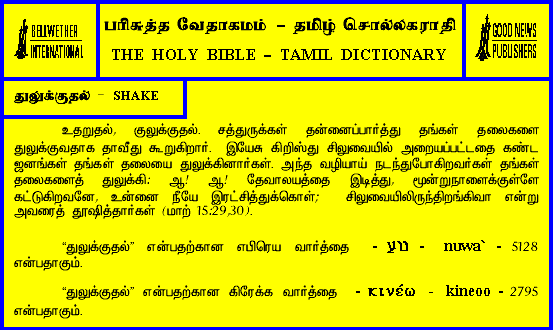 BELLWETHER
INTERNATIONAL
பரிசுத்த வேதாகமம் – தமிழ் சொல்லகராதி
THE HOLY BIBLE – TAMIL DICTIONARY
GOOD NEWS
PUBLISHERS
துலுக்குதல் – SHAKE
உதறுதல், குலுக்குதல். சத்துருக்கள் தன்னைப்பார்த்து தங்கள் தலைகளை
துலுக்குவதாக தாவீது கூறுகிறார். இயேசு கிறிஸ்து சிலுவையில் அறையப்பட்டதை கண்ட
ஜனங்கள் தங்கள் தலையை துலுக்கினார்கள். அந்த வழியாய் நடந்துபோகிறவர்கள் தங்கள்
தலைகளைத் துலுக்கி: ஆ! ஆ! தேவாலயத்தை இடித்து, மூன்றுநாளைக்குள்ளே
கட்டுகிறவனே, உன்னை நீயே இரட்சித்துக்கொள்; சிலுவையிலிருந்திறங்கிவா என்று
அவரைத் தூஷித்தார்கள் (மாற் 15:29,30).
“துலுக்குதல்” என்பதற்கான எபிரெய வார்த்தை - נוע - nuwa` - 5128
என்பதாகும்.
“துலுக்குதல்” என்பதற்கான கிரேக்க வார்த்தை - κινέω - kineoo - 2795
என்பதாகும்.